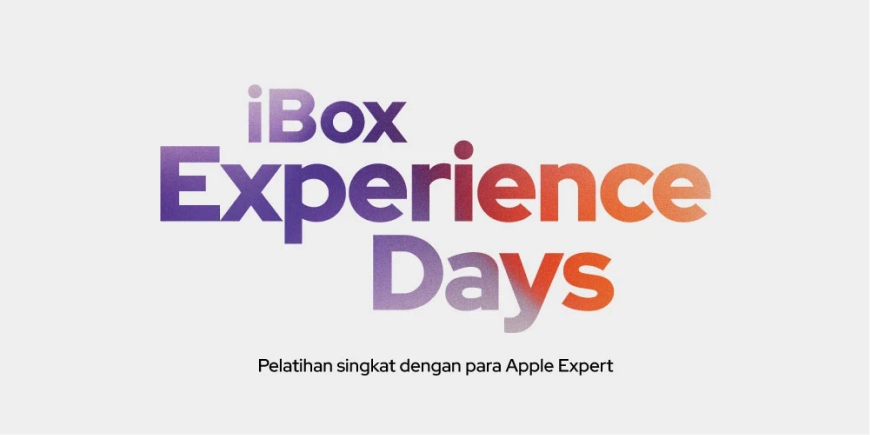 iBox
Experience
Days
Pelatihan singkat dengan para Apple Expert